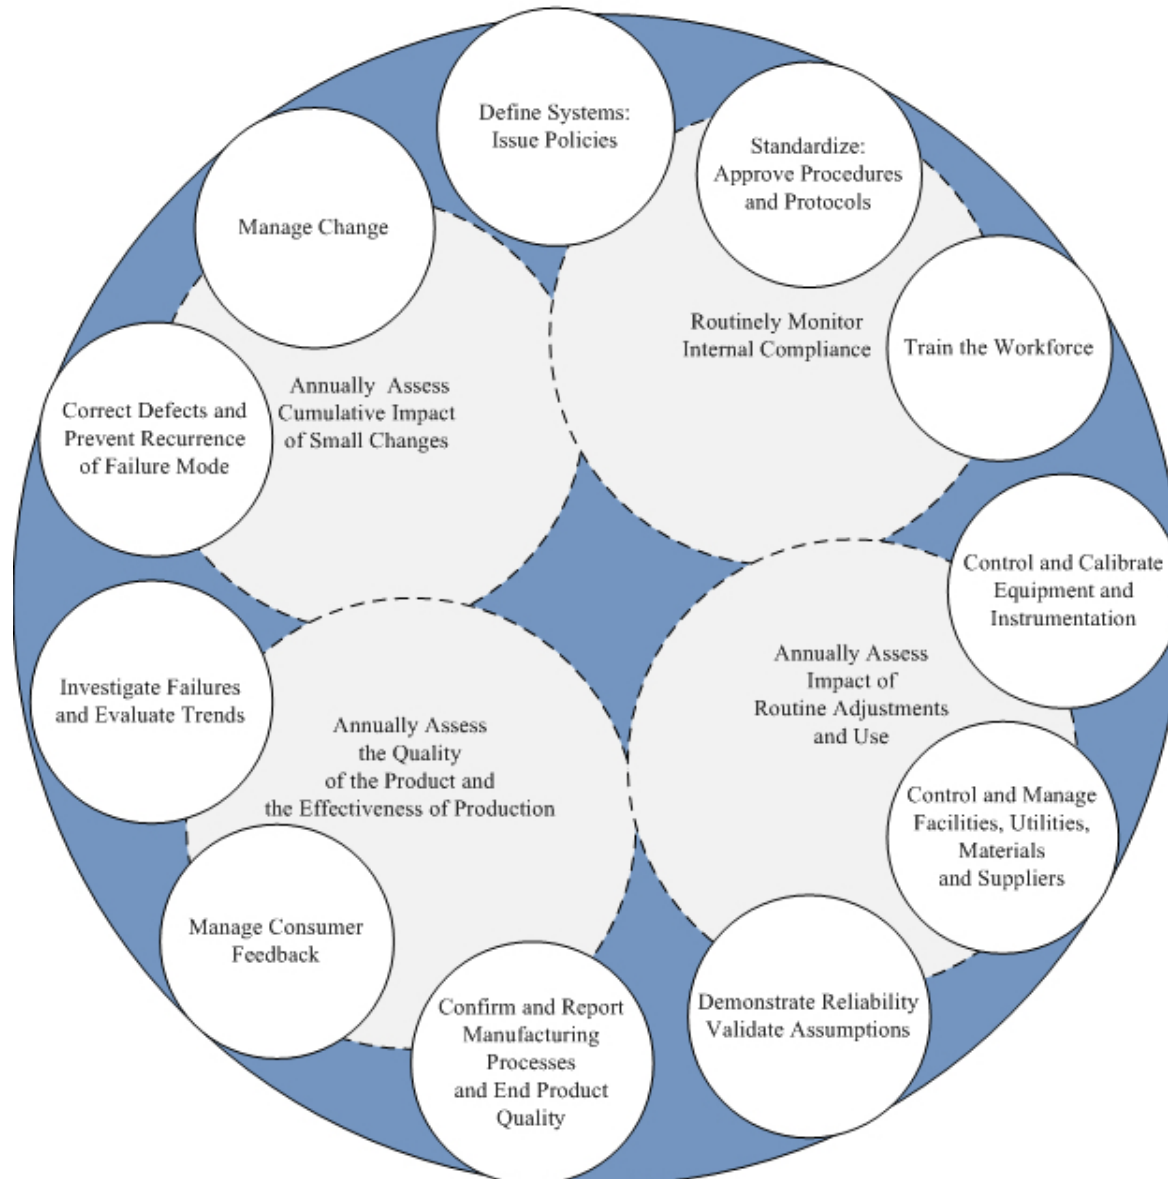 Define Systems:
Issue Policies
Standardize:
Approve Procedures
and Protocols
Manage Change
Routinely Monitor
Internal Compliance
Train the Workforce
Annually Assess
Cumulative Impact
of Small Changes
Correct Defects and
Prevent Recurrence
of Failure Mode
Control and Calibrate
Equipment and
Instrumentation
Annually Assess
Impact of
Routine Adjustments
and Use
Investigate Failures
and Evaluate Trends
Annually Assess
the Quality
of the Product and
the Effectiveness of Production
Control and Manage
Facilities, Utilities,
Materials
and Suppliers
Manage Consumer
Feedback
Demonstrate Reliability
Validate Assumptions
Confirm and Report
Manufacturing
Processes
and End Product
Quality